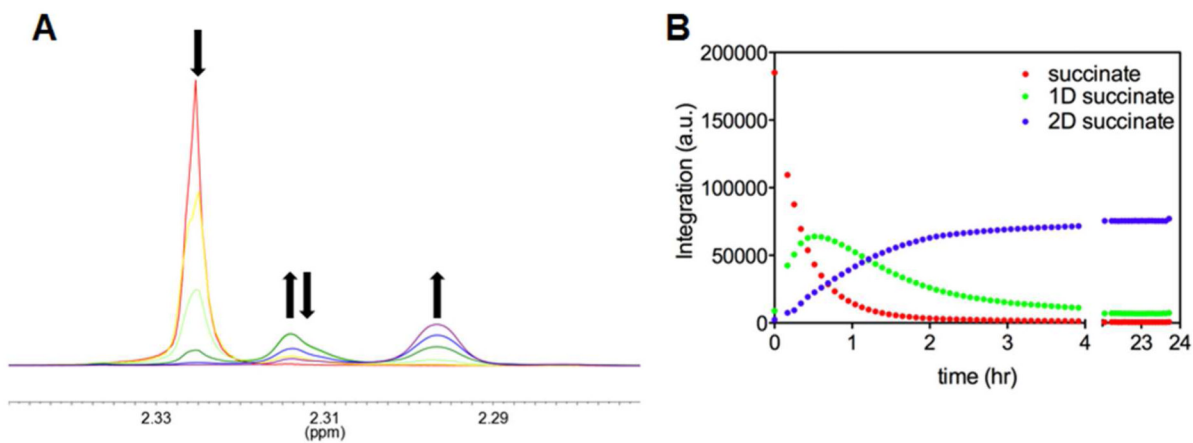 A
2.33
2.31
2.29
(ppm)
B
200000
150000
100000
50000
0
Integration (a.u.)
succinate
1D succinate
2D succinate
0
1
2
3
4
23
24
time (hr)